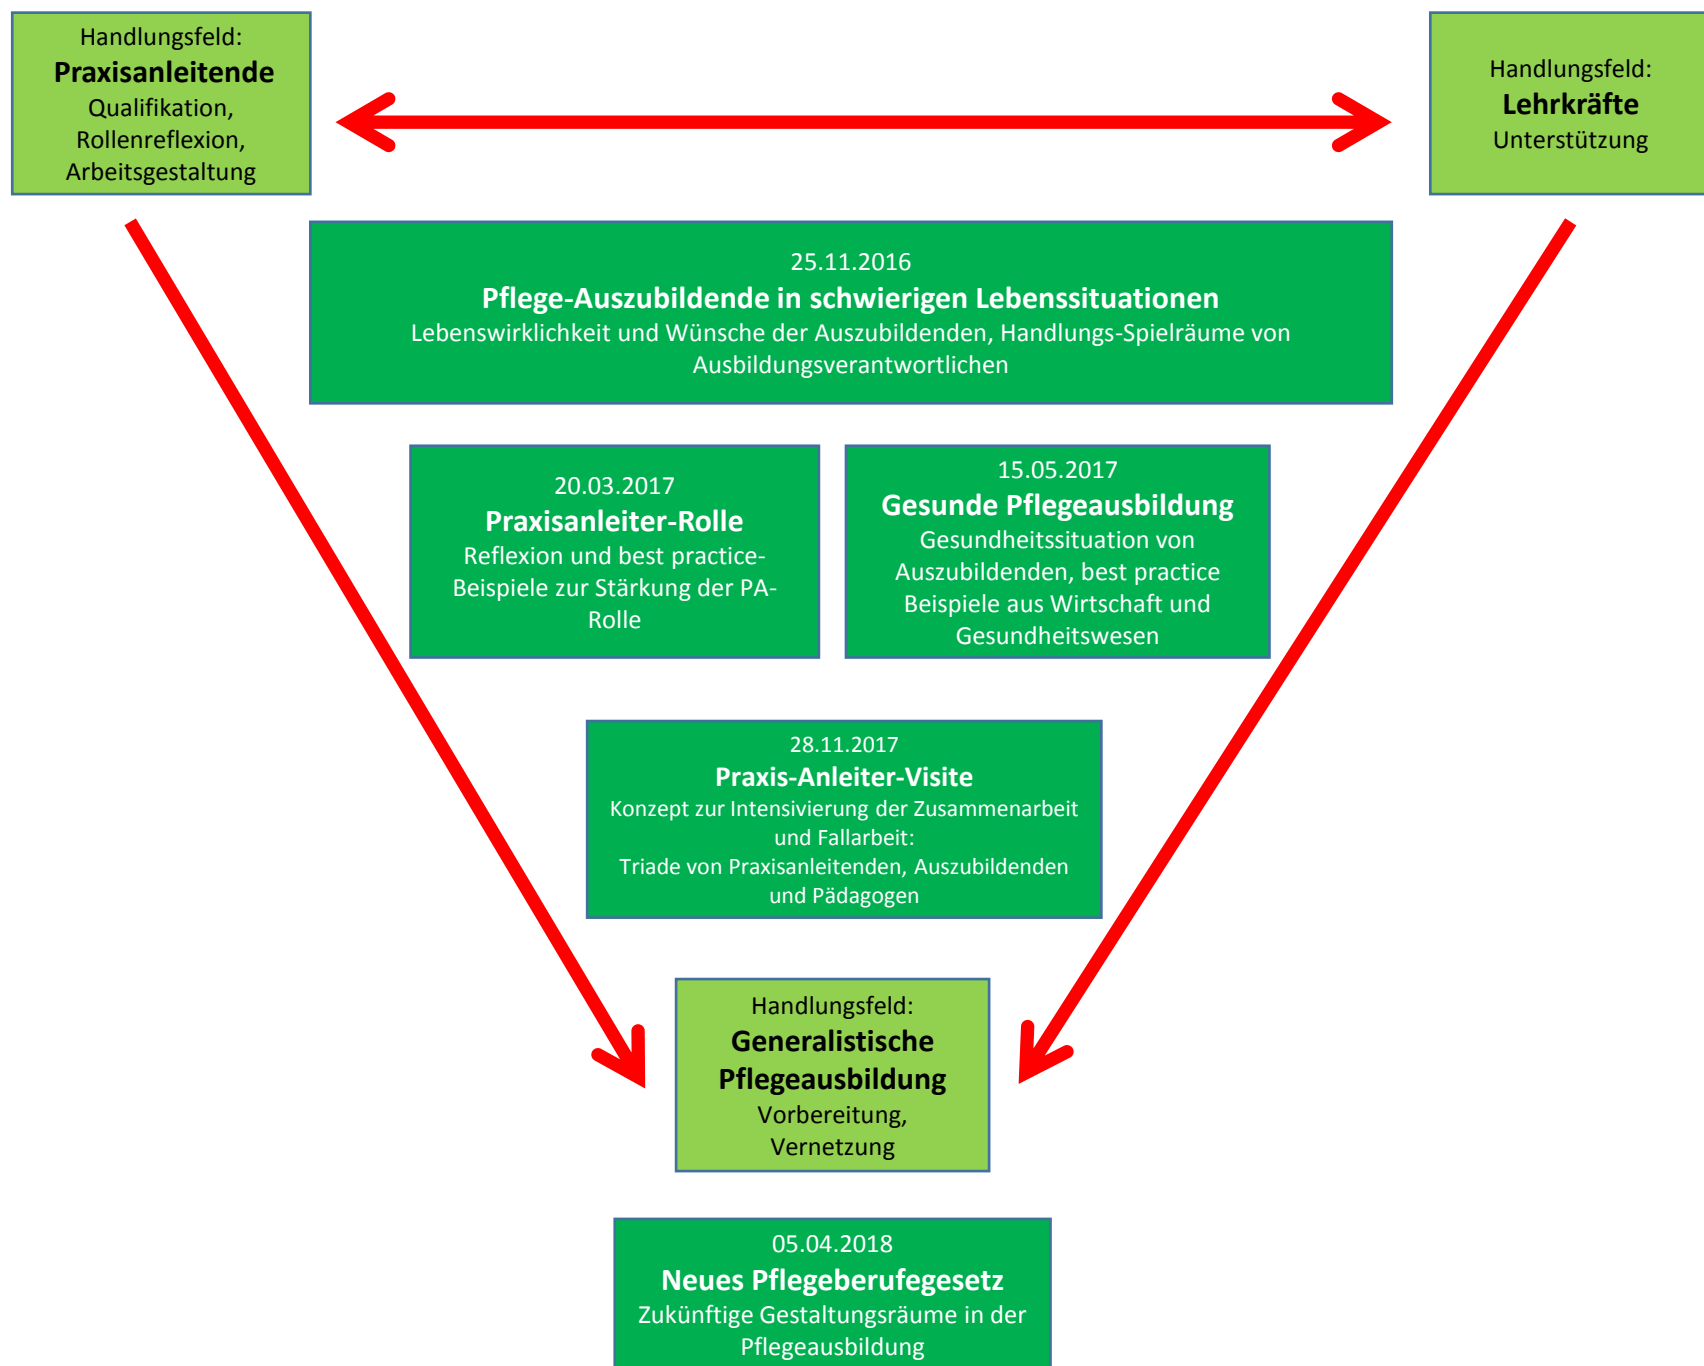 Handlungsfeld:
Praxisanleitende
Qualifikation,
Rollenreflexion,
Arbeitsgestaltung
Handlungsfeld:
Lehrkräfte
Unterstützung
25.11.2016
Pflege-Auszubildende in schwierigen Lebenssituationen
Lebenswirklichkeit und Wünsche der Auszubildenden, Handlungs-Spielräume von
Ausbildungsverantwortlichen
20.03.2017
Praxisanleiter-Rolle
Reflexion und best practice-
Beispiele zur Stärkung der PA-
Rolle
15.05.2017
Gesunde Pflegeausbildung
Gesundheitssituation von
Auszubildenden, best practice
Beispiele aus Wirtschaft und
Gesundheitswesen
28.11.2017
Praxis-Anleiter-Visite
Konzept zur Intensivierung der Zusammenarbeit
und Fallarbeit:
Triade von Praxisanleitenden, Auszubildenden
und Pädagogen
Handlungsfeld:
Generalistische
Pflegeausbildung
Vorbereitung,
Vernetzung
05.04.2018
Neues Pflegeberufegesetz
Zukünftige Gestaltungsräume in der
Pflegeausbildung